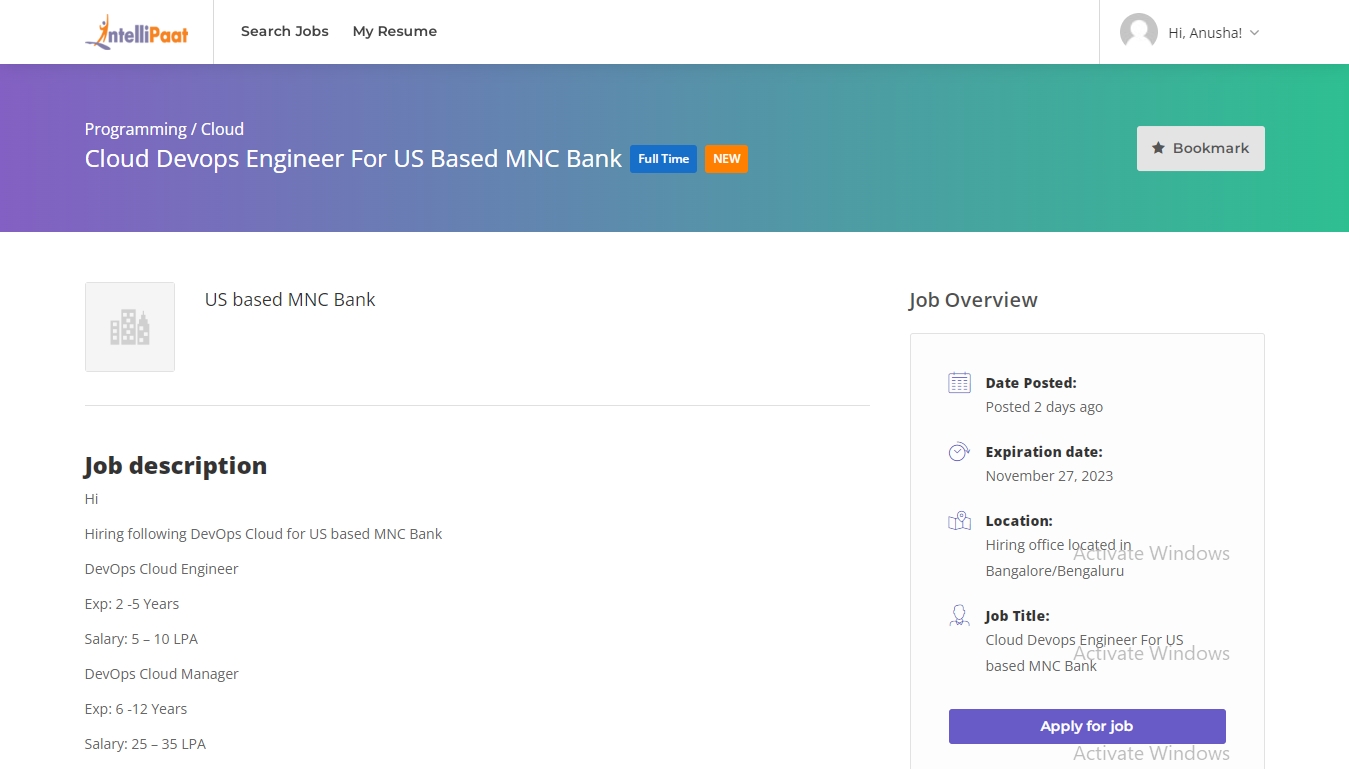 IntelliPaat
Search Jobs
My Resume
Hi, Anusha!
Programming / Cloud
Cloud Devops Engineer For US Based MNC Bank
Full Time
NEW
Bookmark
US based MNC Bank
Job description
Hi
Hiring following DevOps Cloud for US based MNC Bank
DevOps Cloud Engineer
Exp: 2 -5 Years
Salary: 5 – 10 LPA
DevOps Cloud Manager
Exp: 6 -12 Years
Salary: 25 – 35 LPA
Job Overview
Date Posted:
Posted 2 days ago
Expiration date:
November 27, 2023
Location:
Hiring office located in
Activate Windows
Bangalore/Bengaluru
Job Title:
Cloud Devops Engineer For US
Activate Windows
based MNC Bank
Apply for job
Activate Windows